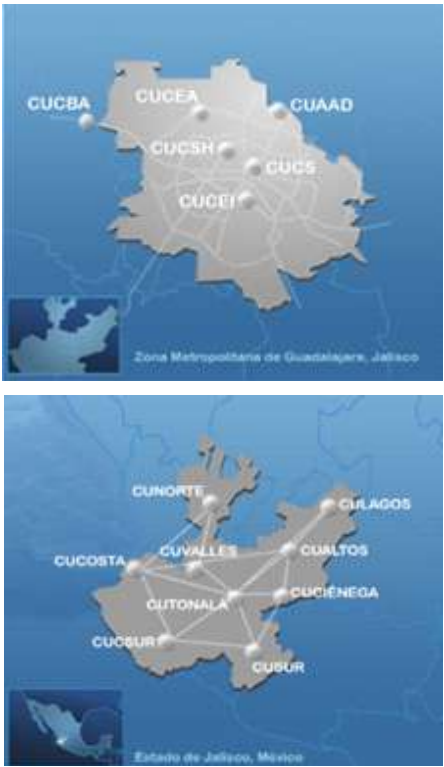 CUCEA
CUCBA
CUAAD
CUCSH
CUCS
CUCEI
Zona Metropolitana de Guadalajara, Jalisco
CUNORTE
CULAGOS
CUCOSTA
CUVALLES
CUALTOS
CUTONALA
CUCIÉNEGA
CUCSUR
CUSUR
Estado de Jalisco, México